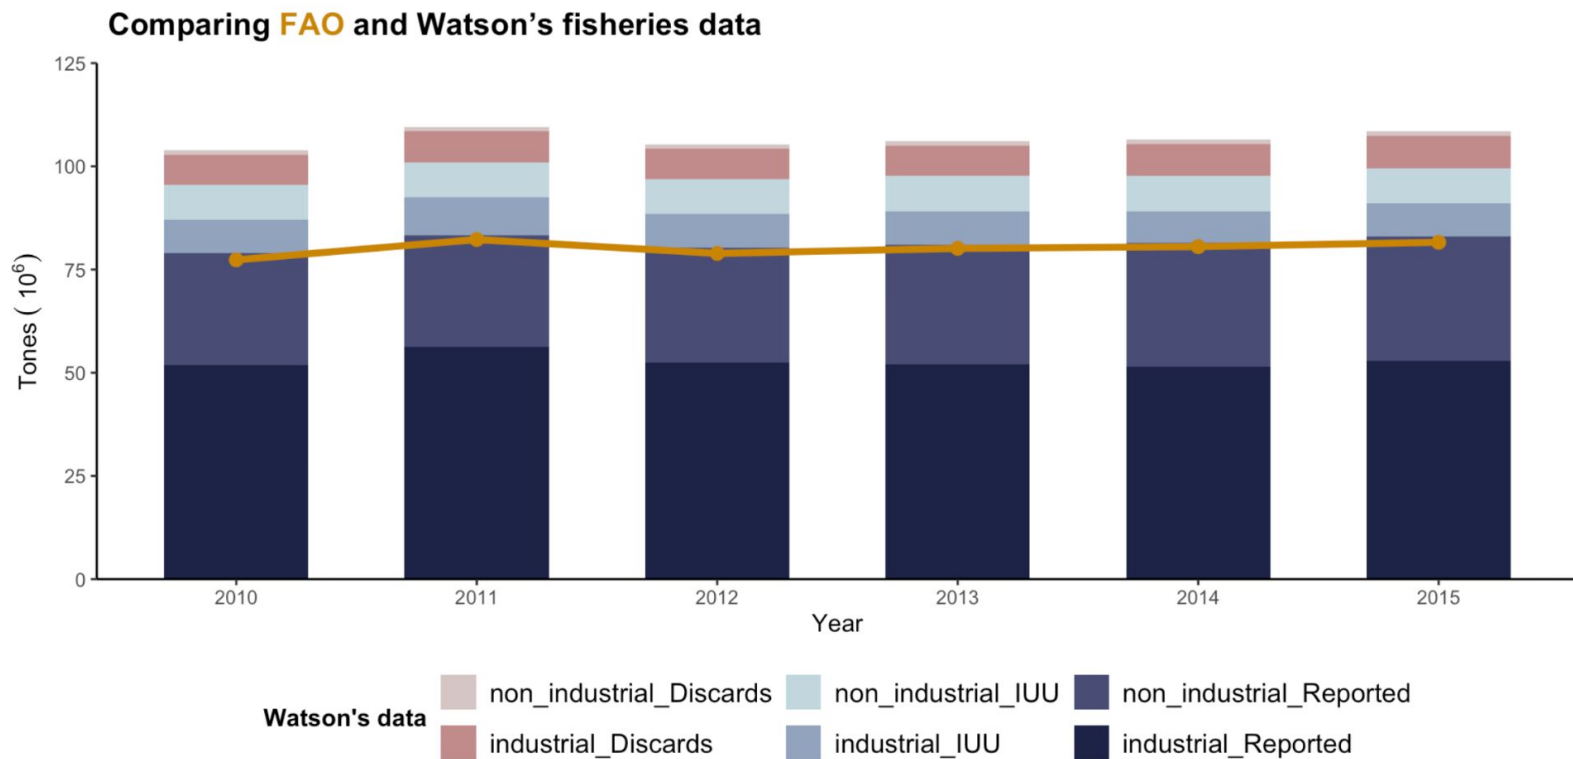 Comparing FAO and Watson’s fisheries data
125
100
75
50
25
0
Tones ( 10⁶)
2010 2011 2012 2013 2014 2015
Year
Watson's data
non_industrial_Discards non_industrial_IUU non_industrial_Reported
industrial_Discards industrial_IUU industrial_Reported